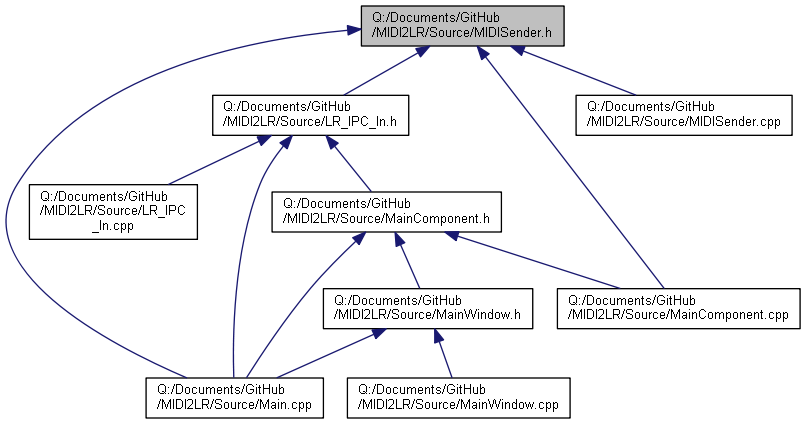 Q:/Documents/GitHub
/MIDI2LR/Source/MIDISender.h
Q:/Documents/GitHub
/MIDI2LR/Source/LR_IPC_In.h
Q:/Documents/GitHub
/MIDI2LR/Source/MIDISender.cpp
Q:/Documents/GitHub
/MIDI2LR/Source/LR_IPC
_In.cpp
Q:/Documents/GitHub
/MIDI2LR/Source/MainComponent.h
Q:/Documents/GitHub
/MIDI2LR/Source/MainWindow.h
Q:/Documents/GitHub
/MIDI2LR/Source/MainComponent.cpp
Q:/Documents/GitHub
/MIDI2LR/Source/Main.cpp
Q:/Documents/GitHub
/MIDI2LR/Source/MainWindow.cpp